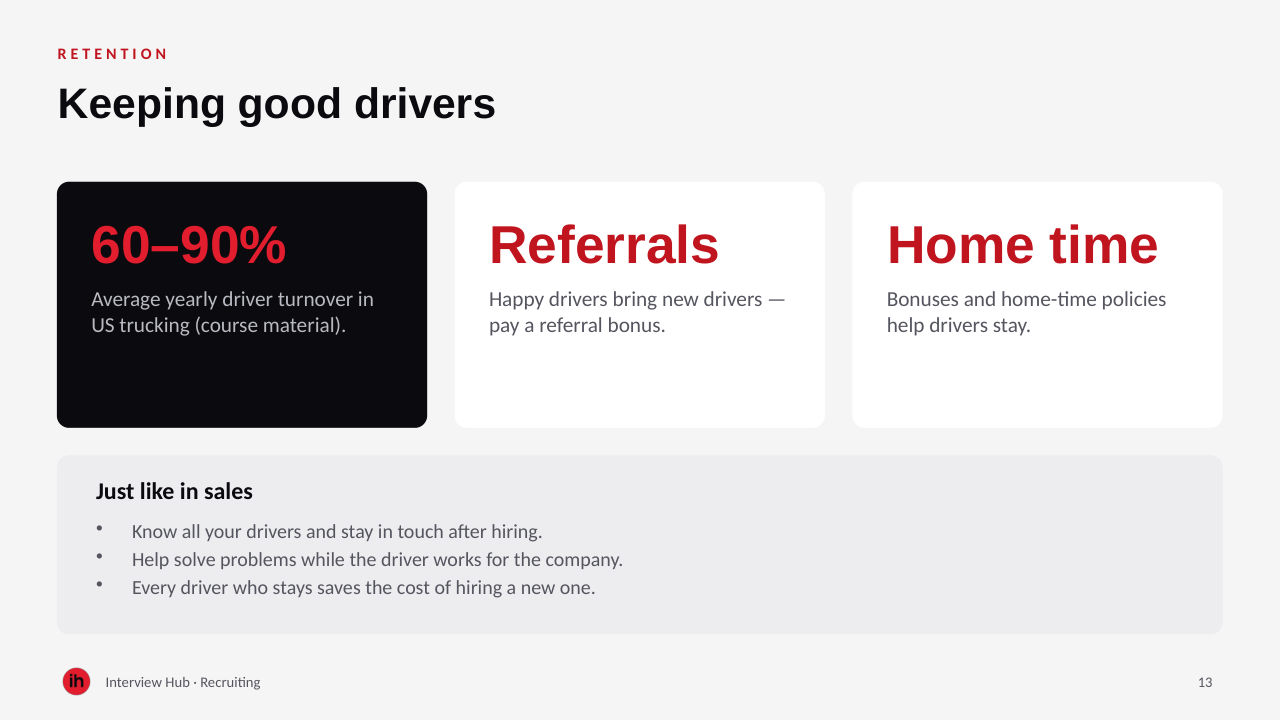 RETENTION
Keeping good drivers
60–90%
Average yearly driver turnover in
US trucking (course material).
Referrals
Happy drivers bring new drivers —
pay a referral bonus.
Home time
Bonuses and home-time policies
help drivers stay.
Just like in sales
• Know all your drivers and stay in touch after hiring.
• Help solve problems while the driver works for the company.
• Every driver who stays saves the cost of hiring a new one.
ih
Interview Hub · Recruiting
13